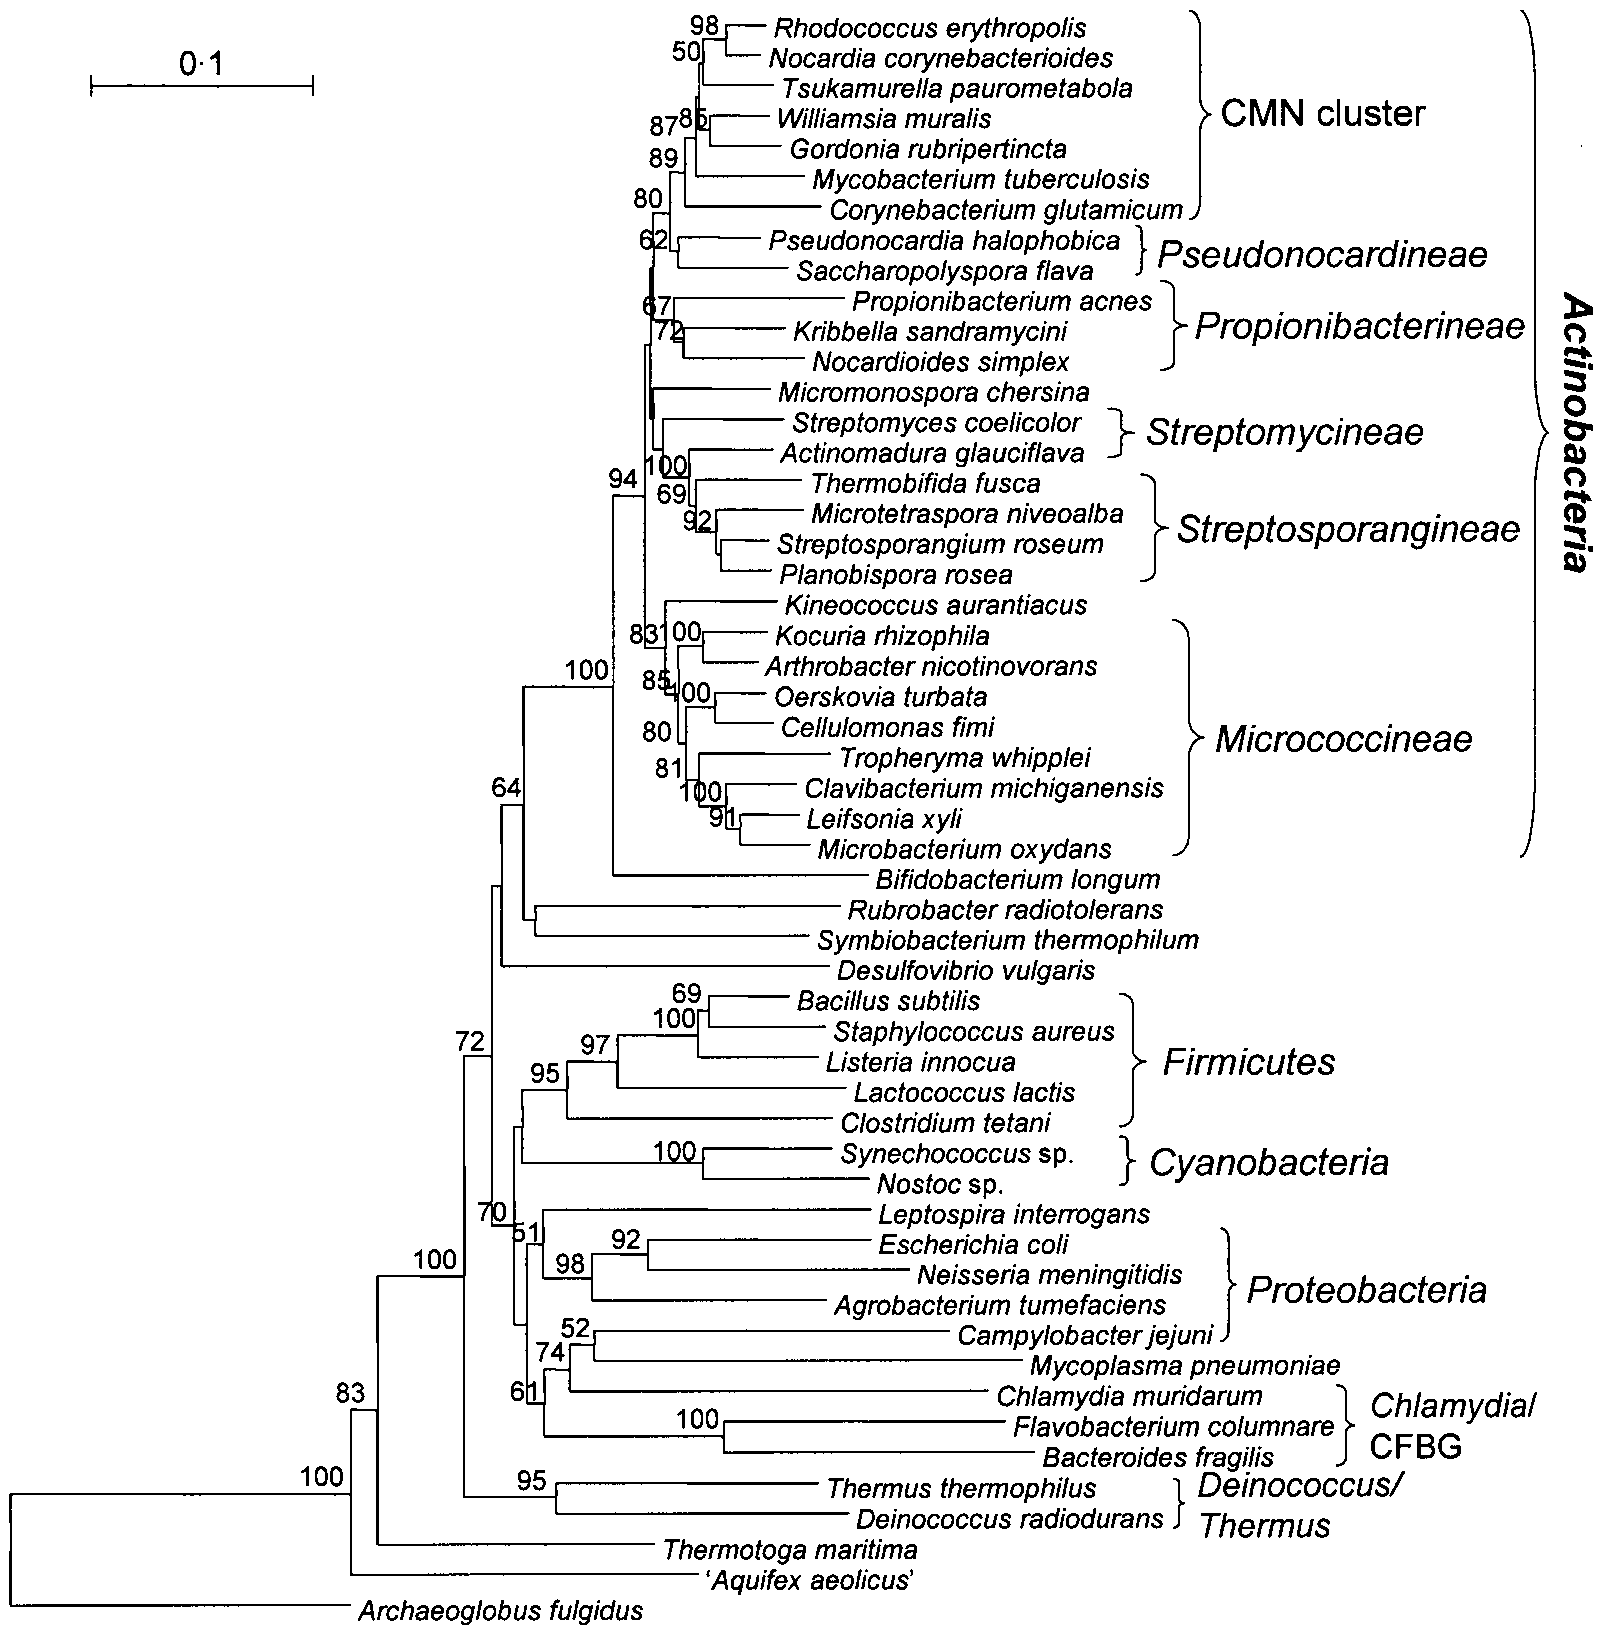 0·1
98
Rhodococcus erythropolis
50
Nocardia corynebacterioides
Tsukamurella paurometabola
CMN cluster
87
85
Williamsia muralis
Gordonia rubripertincta
89
Mycobacterium tuberculosis
80
Corynebacterium glutamicum
62
Pseudonocardia halophobica
Pseudonocardineae
Saccharopolyspora flava
67
Propionibacterium acnes
72
Kribbella sandramycini
Propionibacterineae
Nocardioides simplex
Actinobacteria
Micromonospora chersina
Streptomyces coelicolor
Streptomycineae
100
Actinomadura glauciflava
94
69
Thermobifida fusca
92
Microtetraspora niveoalba
Streptosporangineae
Streptosporangium roseum
Planobispora rosea
Kineococcus aurantiacus
83
100
Kocuria rhizophila
100
Arthrobacter nicotinovorans
85
100
Oerskovia turbata
80
Cellulomonas fimi
Micrococcineae
81
Tropheryma whipplei
100
Clavibacterium michiganensis
64
91
Leifsonia xyli
Microbacterium oxydans
Bifidobacterium longum
Rubrobacter radiotolerans
Symbiobacterium thermophilum
Desulfovibrio vulgaris
69
Bacillus subtilis
100
Staphylococcus aureus
72
97
Listeria innocua
Firmicutes
95
Lactococcus lactis
Clostridium tetani
100
Synechococcus sp.
Cyanobacteria
Nostoc sp.
70
Leptospira interrogans
51
92
Escherichia coli
100
98
Neisseria meningitidis
Proteobacteria
Agrobacterium tumefaciens
52
Campylobacter jejuni
74
Mycoplasma pneumoniae
83
61
Chlamydia muridarum
Chlamydial
100
Flavobacterium columnare
CFBG
Bacteroides fragilis
100
95
Thermus thermophilus
Deinococcus/
Deinococcus radiodurans
Thermus
Thermotoga maritima
'Aquifex aeolicus'
Archaeoglobus fulgidus